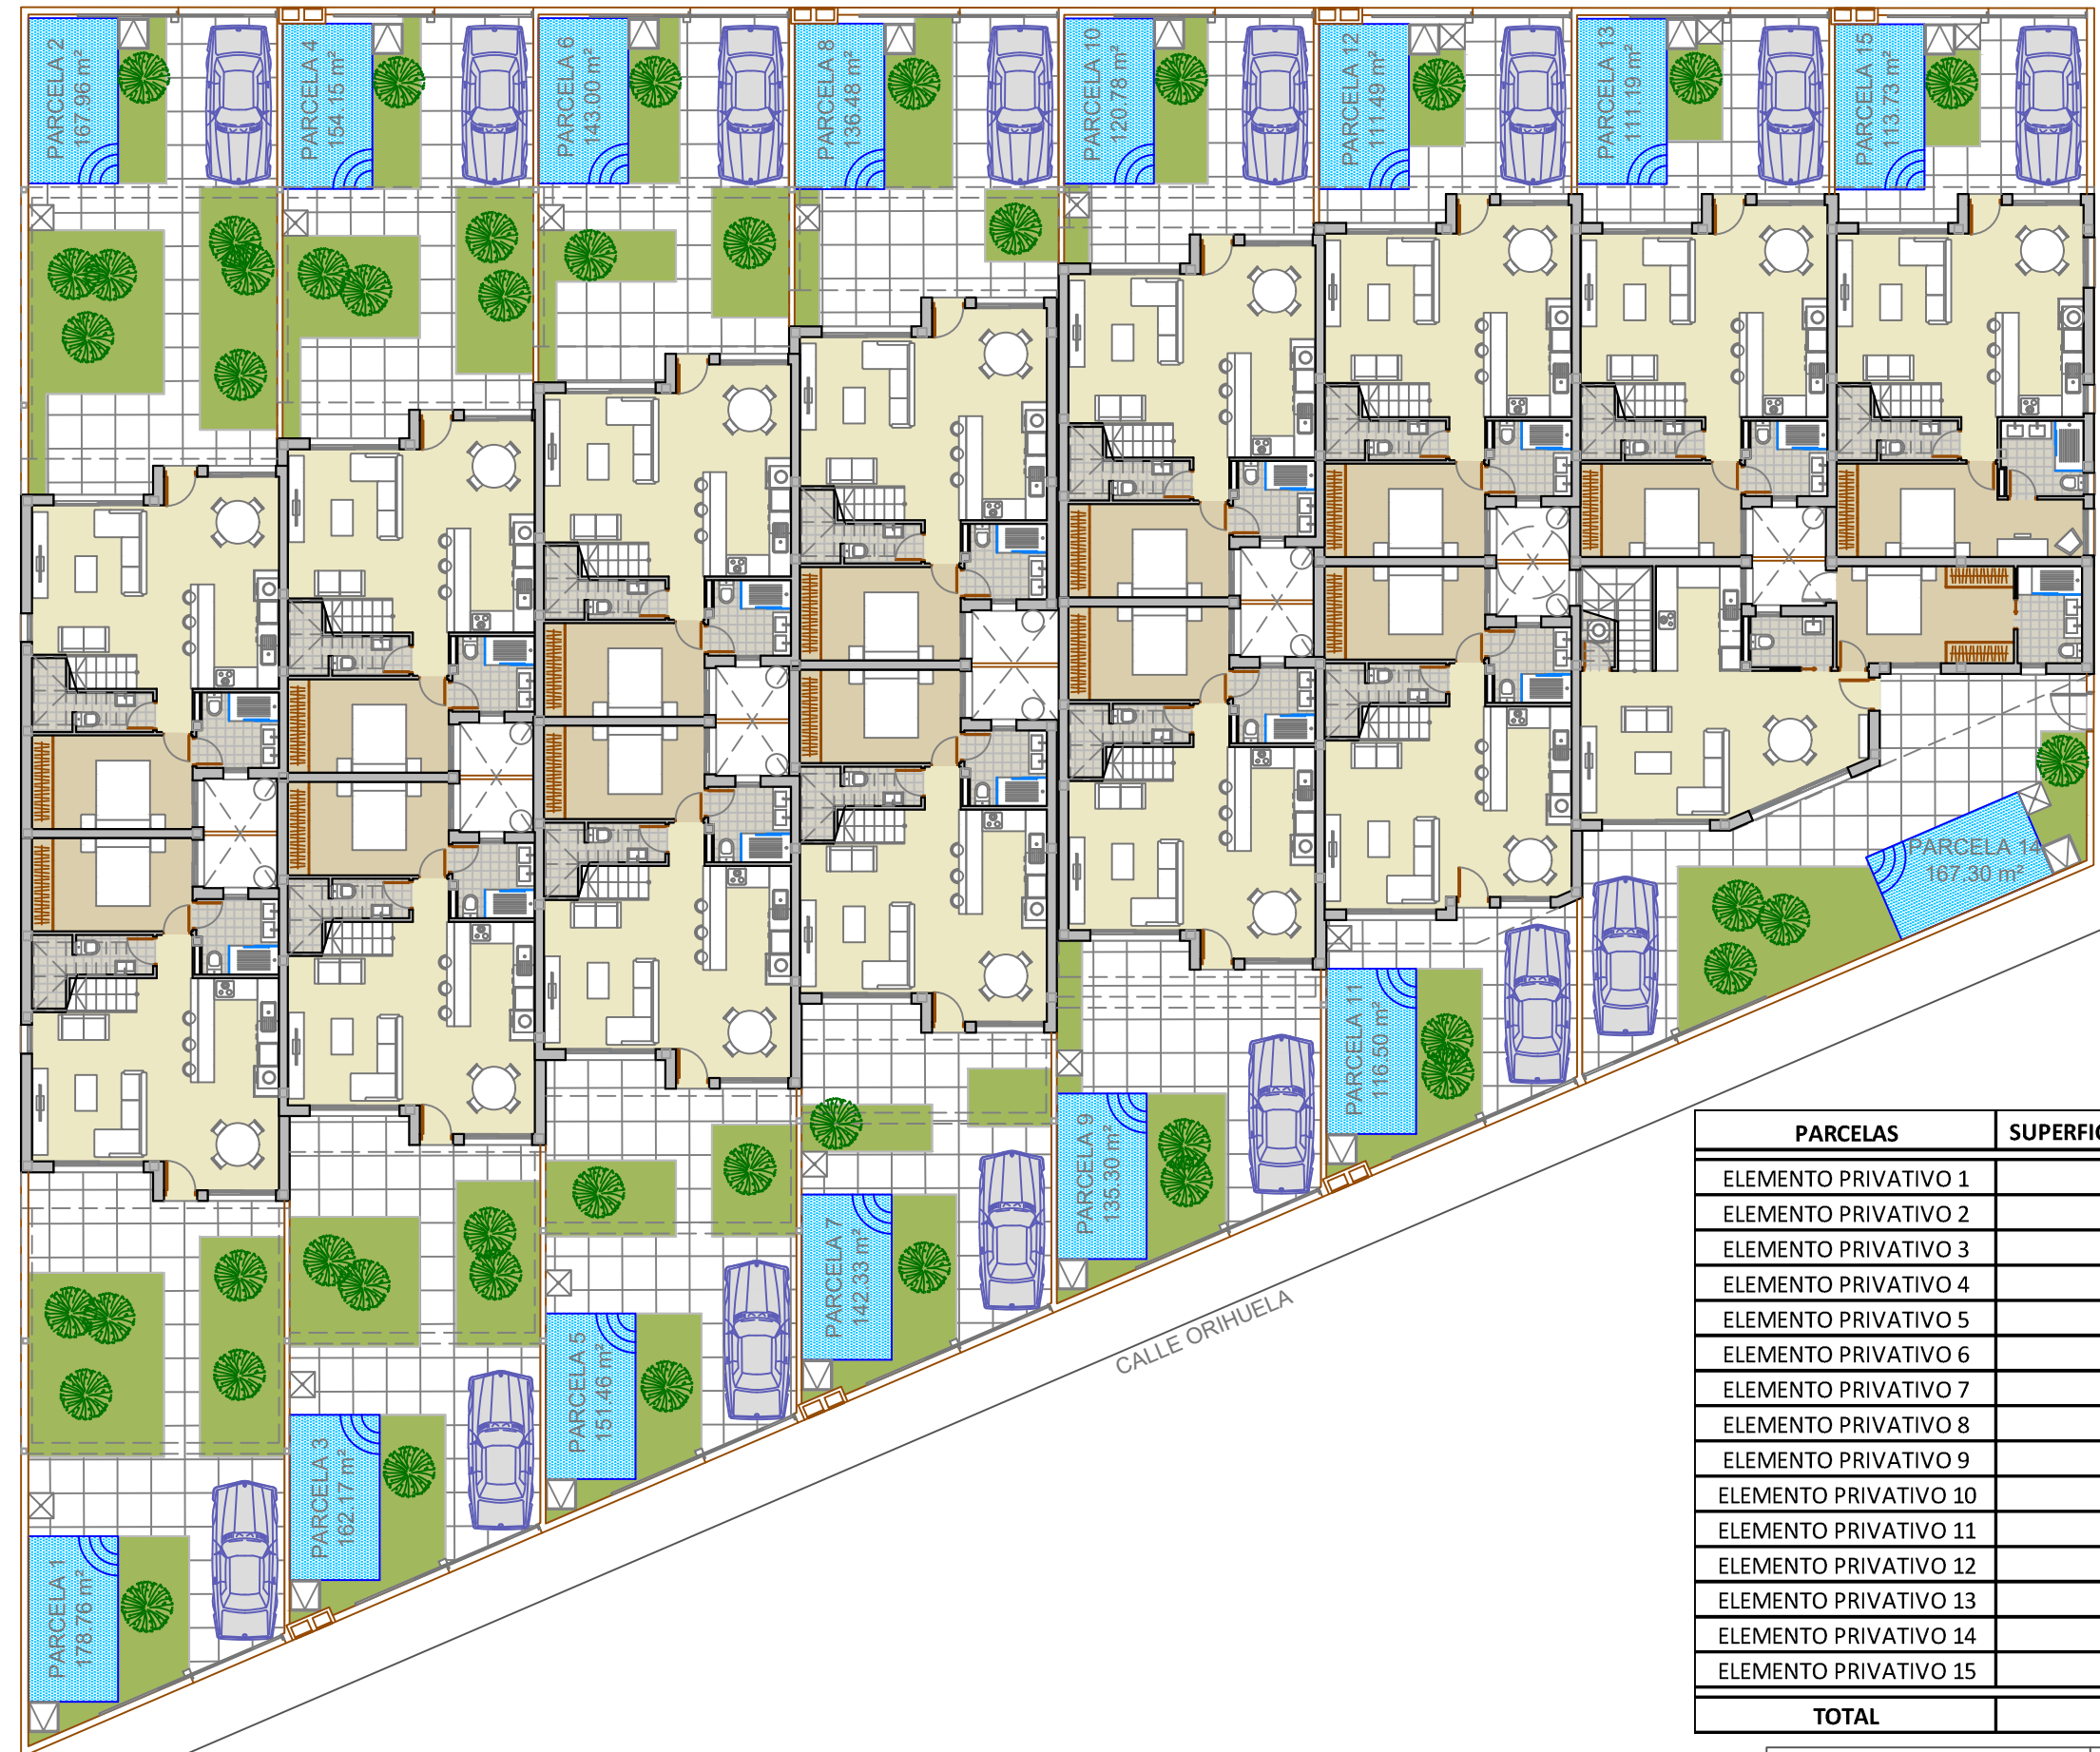 PARCELA 2
167.96 m²
PARCELA 4
154.15 m²
PARCELA 6
143.00 m²
PARCELA 8
136.48 m²
PARCELA 10
120.78 m²
PARCELA 12
111.49 m²
PARCELA 13
111.19 m²
PARCELA 15
113.73 m²
PARCELA 14
167.30 m²
PARCELA 11
116.50 m²
PARCELA 9
135.30 m²
PARCELA 7
142.33 m²
PARCELA 5
151.46 m²
PARCELA 3
162.17 m²
PARCELA 1
178.76 m²
CALLE ORIHUELA
PARCELAS SUPERFIC
ELEMENTO PRIVATIVO 1
ELEMENTO PRIVATIVO 2
ELEMENTO PRIVATIVO 3
ELEMENTO PRIVATIVO 4
ELEMENTO PRIVATIVO 5
ELEMENTO PRIVATIVO 6
ELEMENTO PRIVATIVO 7
ELEMENTO PRIVATIVO 8
ELEMENTO PRIVATIVO 9
ELEMENTO PRIVATIVO 10
ELEMENTO PRIVATIVO 11
ELEMENTO PRIVATIVO 12
ELEMENTO PRIVATIVO 13
ELEMENTO PRIVATIVO 14
ELEMENTO PRIVATIVO 15
TOTAL